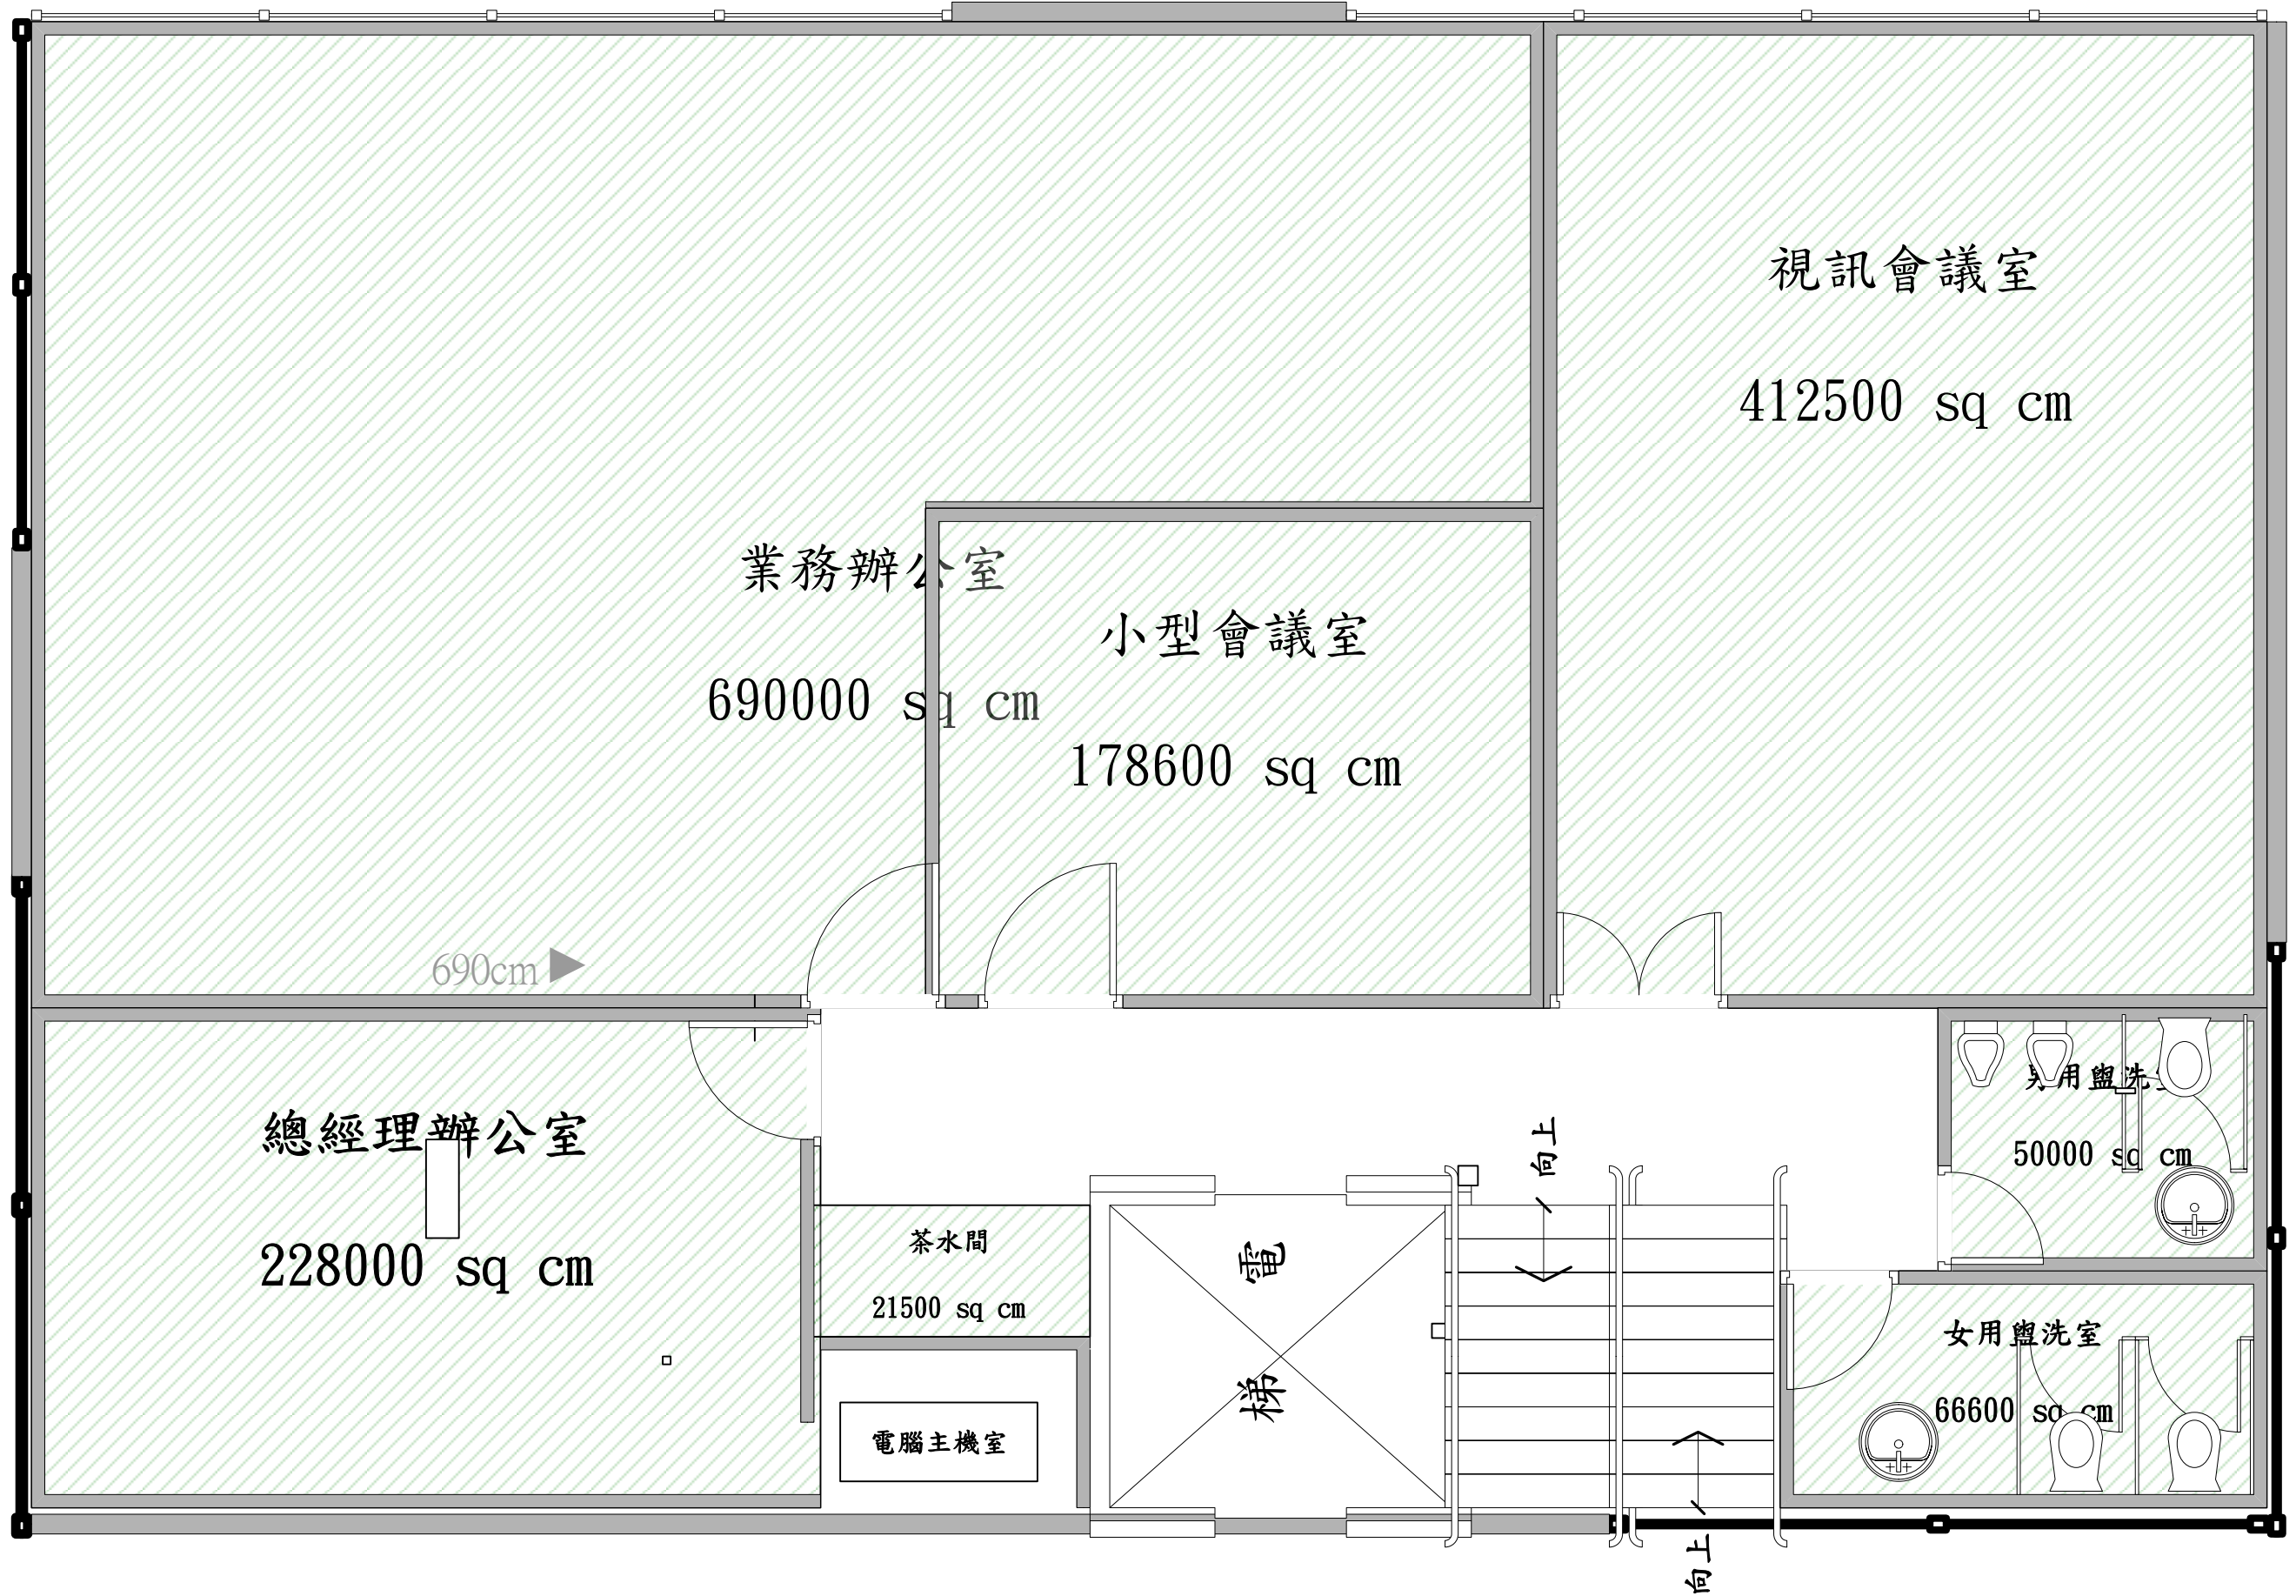 視訊會議室
412500 sq cm
業務辦公室
690000 sq cm
小型會議室
178600 sq cm
690cm
總經理辦公室
228000 sq cm
茶水間
21500 sq cm
電腦主機室
電梯
向上
向上
男用盥洗室
50000 sq cm
女用盥洗室
66600 sq cm